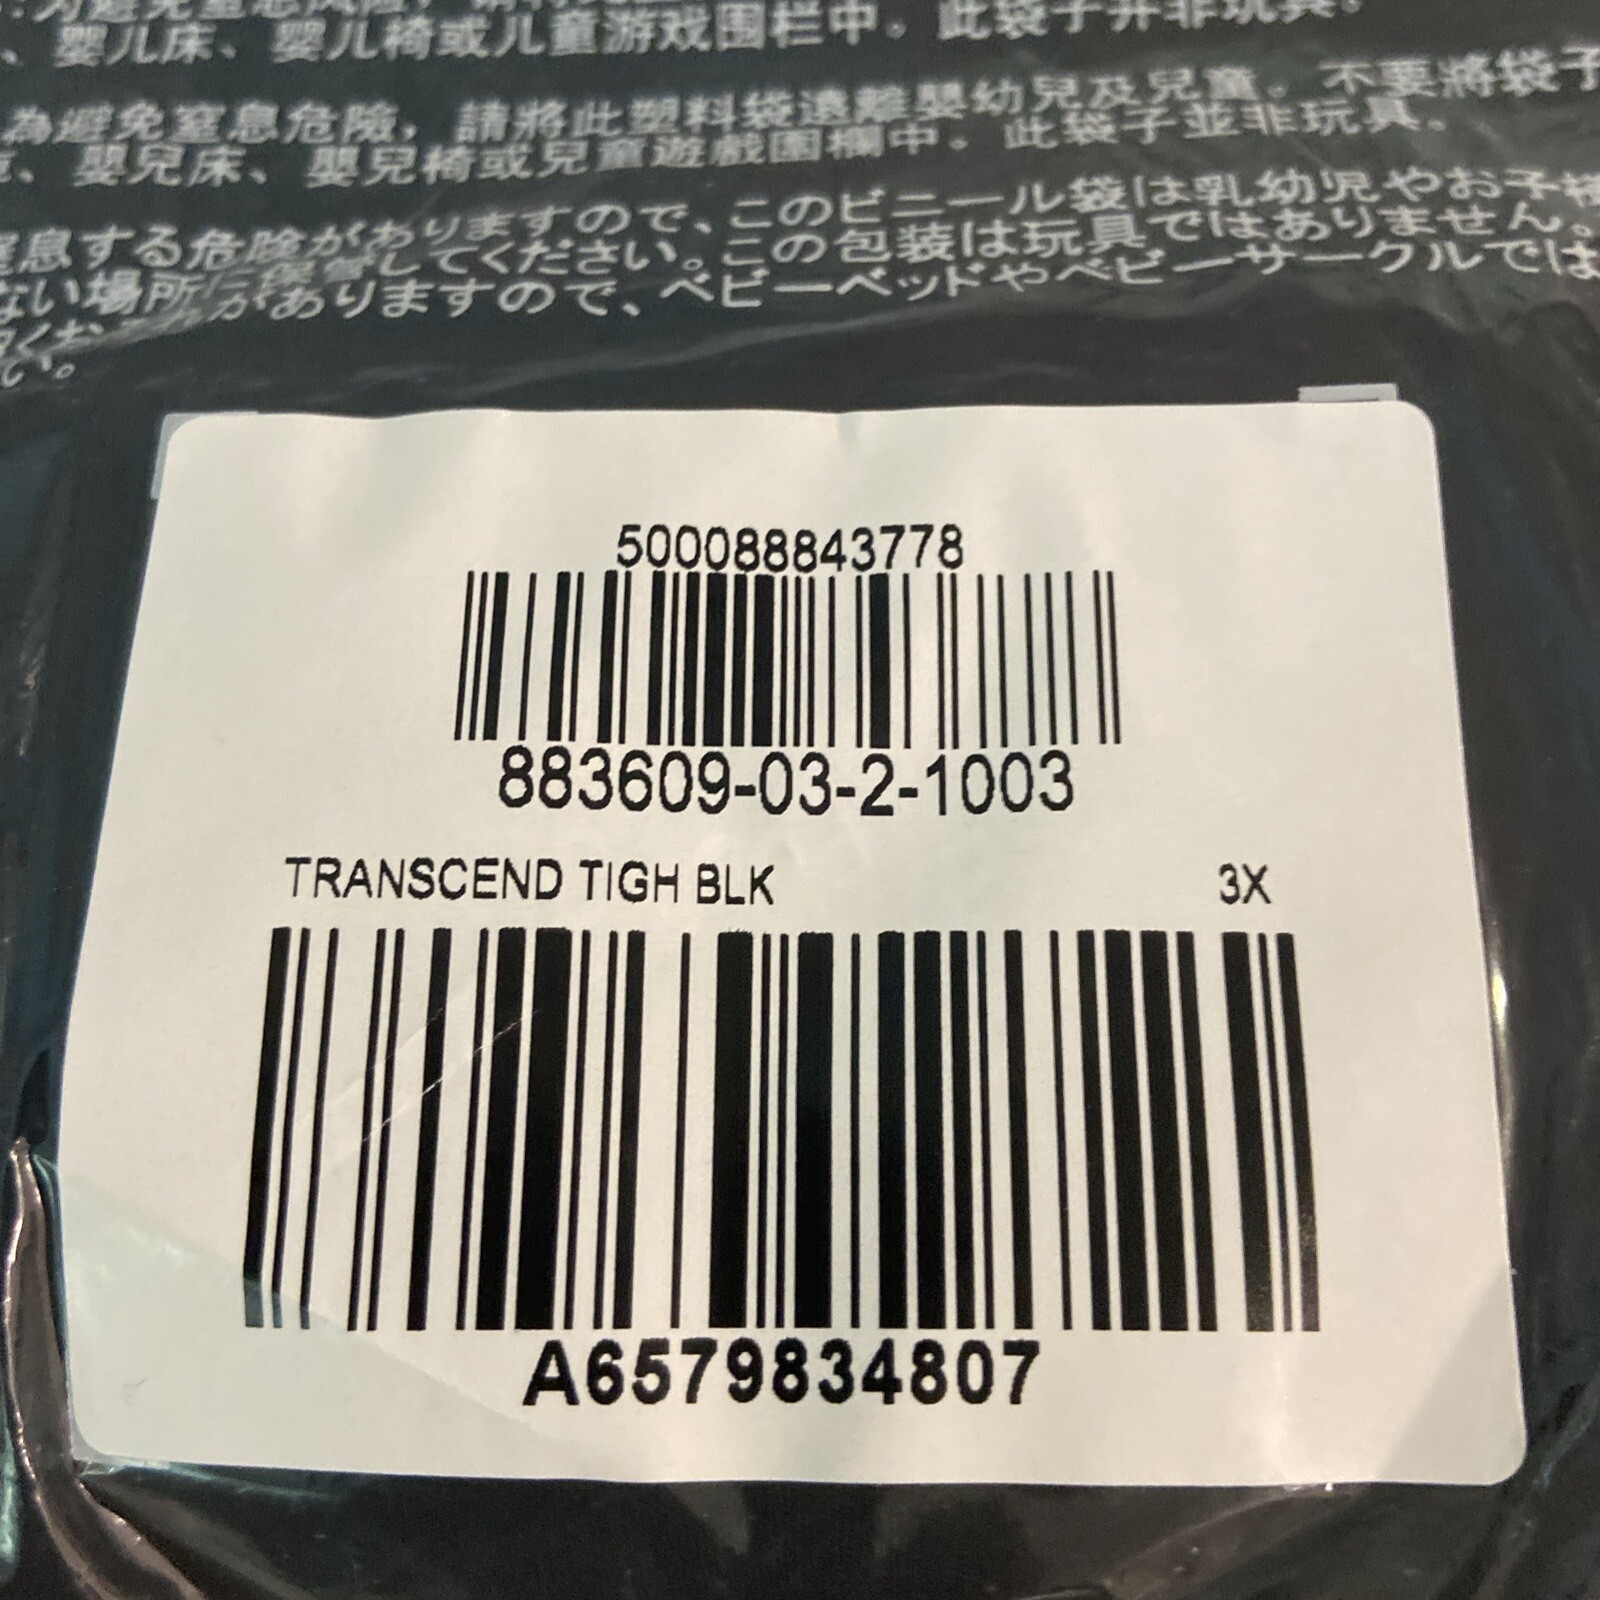 、婴儿床、婴儿椅或儿童游戏围栏中。此袋子并非玩具。
為避免窒息危險，請將此塑料袋遠離嬰幼兒及兒童。不要將袋子
、嬰兒床、嬰兒椅或兒童遊戲圍欄中。此袋子並非玩具。
窒息する危険がありますので、このビニール袋は乳幼児やお子様
ない場所に保管してください。この包装は玩具ではありません。
がありますので、ベビーベッドやベビーサークルでは
い。
500088843778
883609-03-2-1003
TRANSCEND TIGH BLK 3X
A6579834807